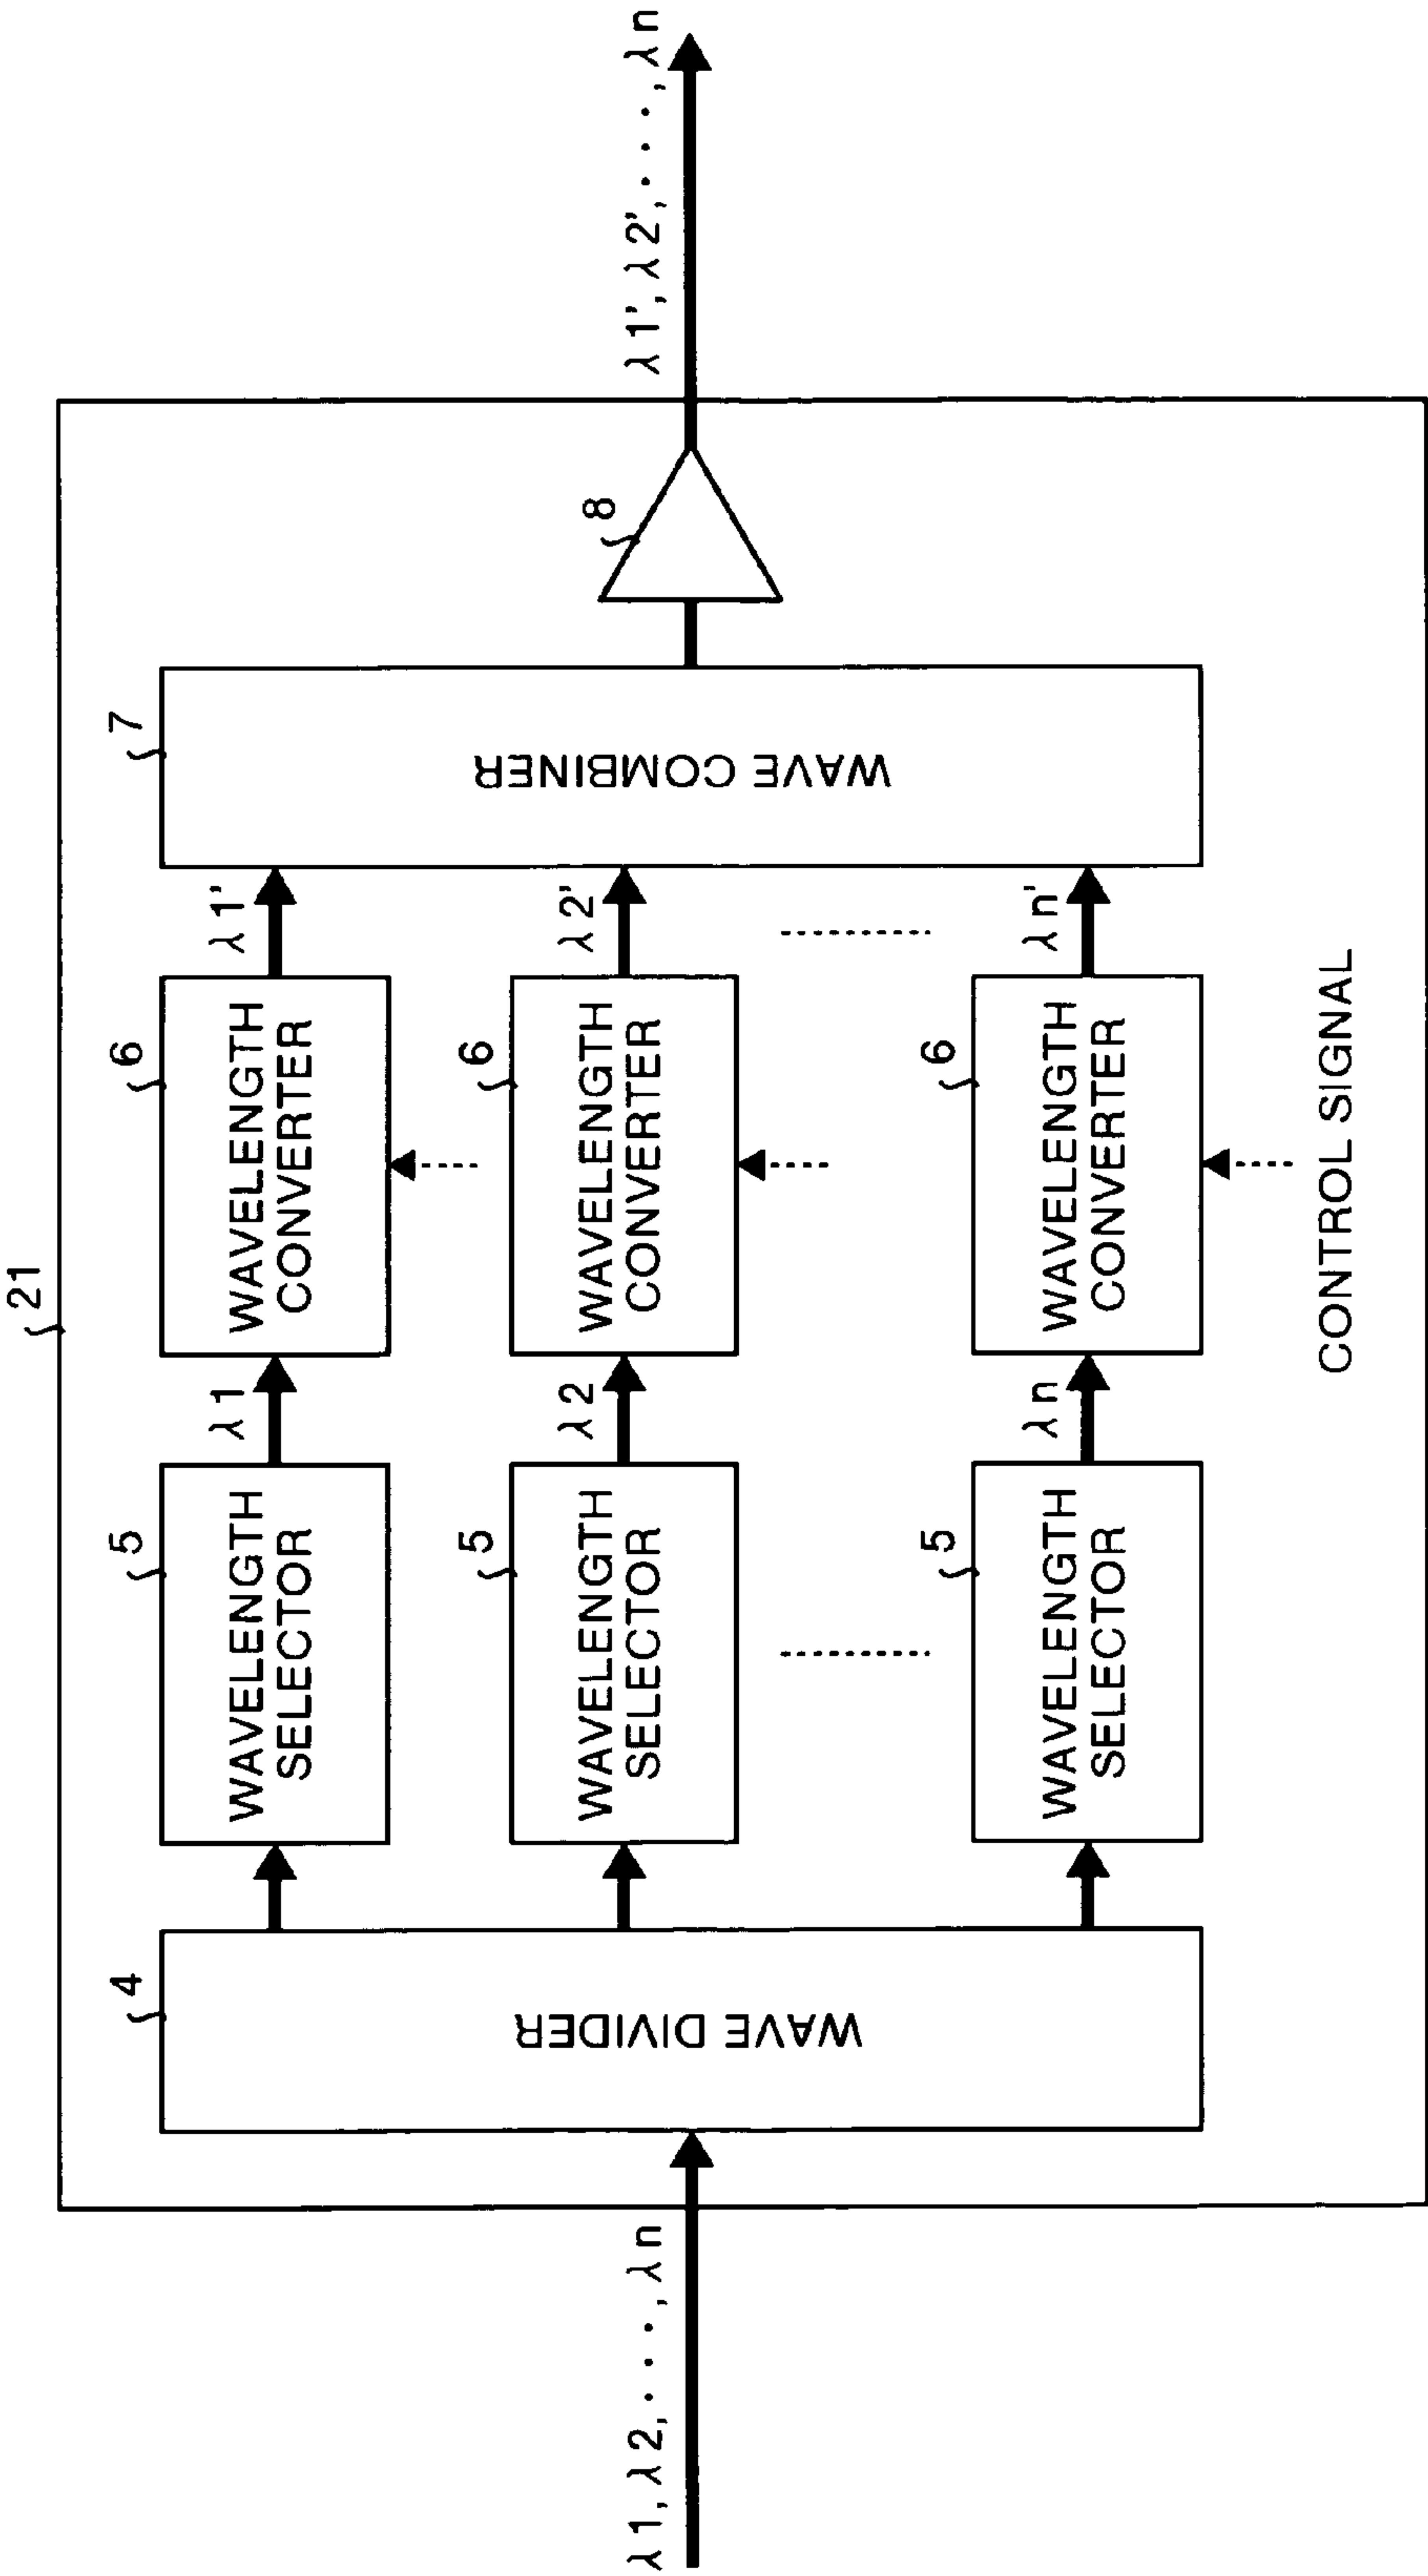 21
4
5
6
7
WAVE DIVIDER
WAVELENGTH
SELECTOR
λ1
WAVELENGTH
CONVERTER
λ1'
WAVE COMBINER
8
5
6
WAVELENGTH
SELECTOR
λ2
WAVELENGTH
CONVERTER
λ2'
λ1, λ2, · · ·, λn
λ1', λ2', · · ·, λn
5
6
WAVELENGTH
SELECTOR
λn
WAVELENGTH
CONVERTER
λn'
CONTROL SIGNAL